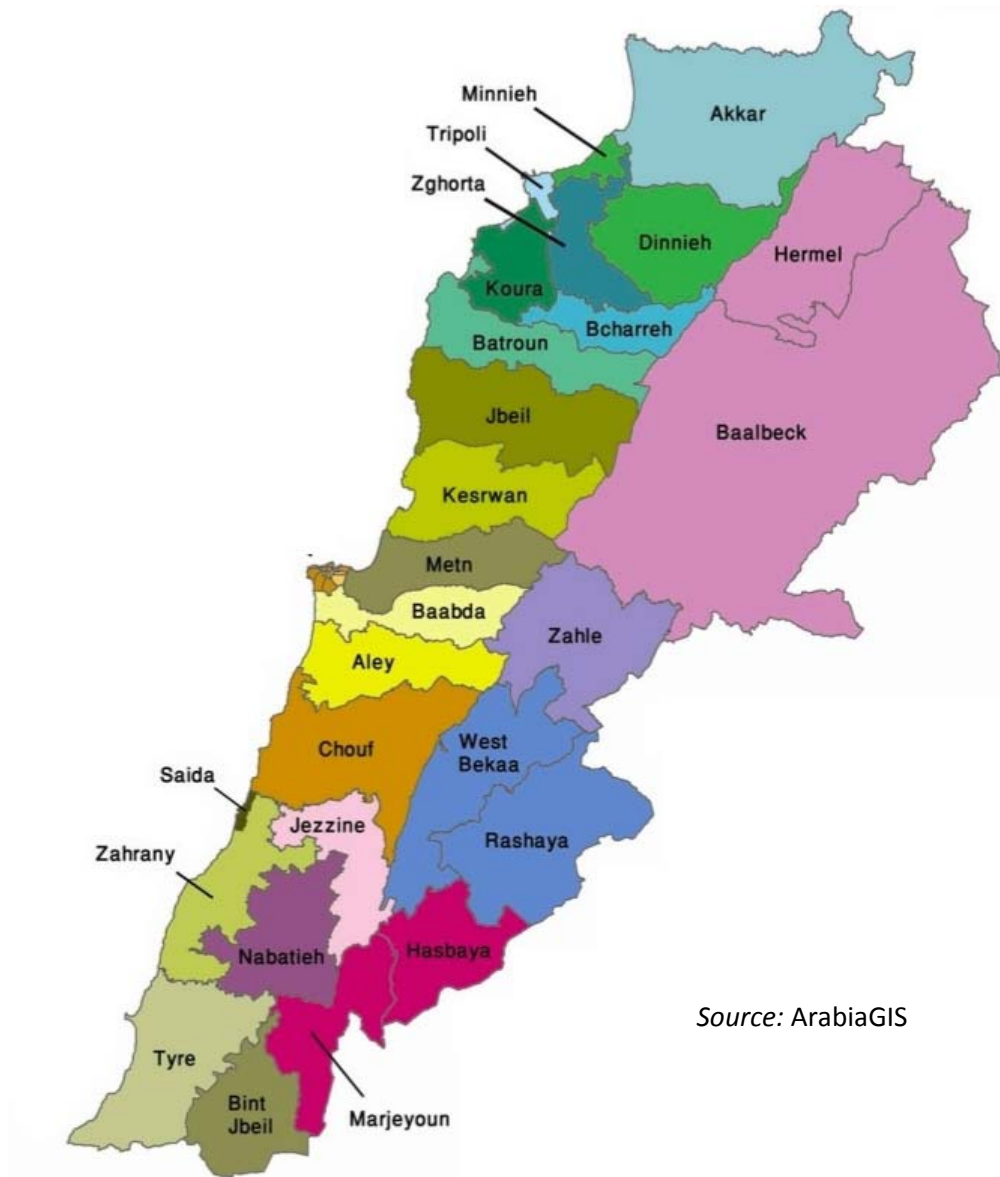 Minnieh
Akkar
Tripoli
Zghorta
Dinnieh
Hermel
Koura
Bcharreh
Batroun
Jbeil
Baalbeck
Kesrwan
Metn
Baabda
Zahle
Aley
Chouf
West
Bekaa
Saida
Jezzine
Rashaya
Zahrany
Hasbaya
Nabatieh
Source: ArabiaGIS
Tyre
Bint
Jbeil
Marjeyoun